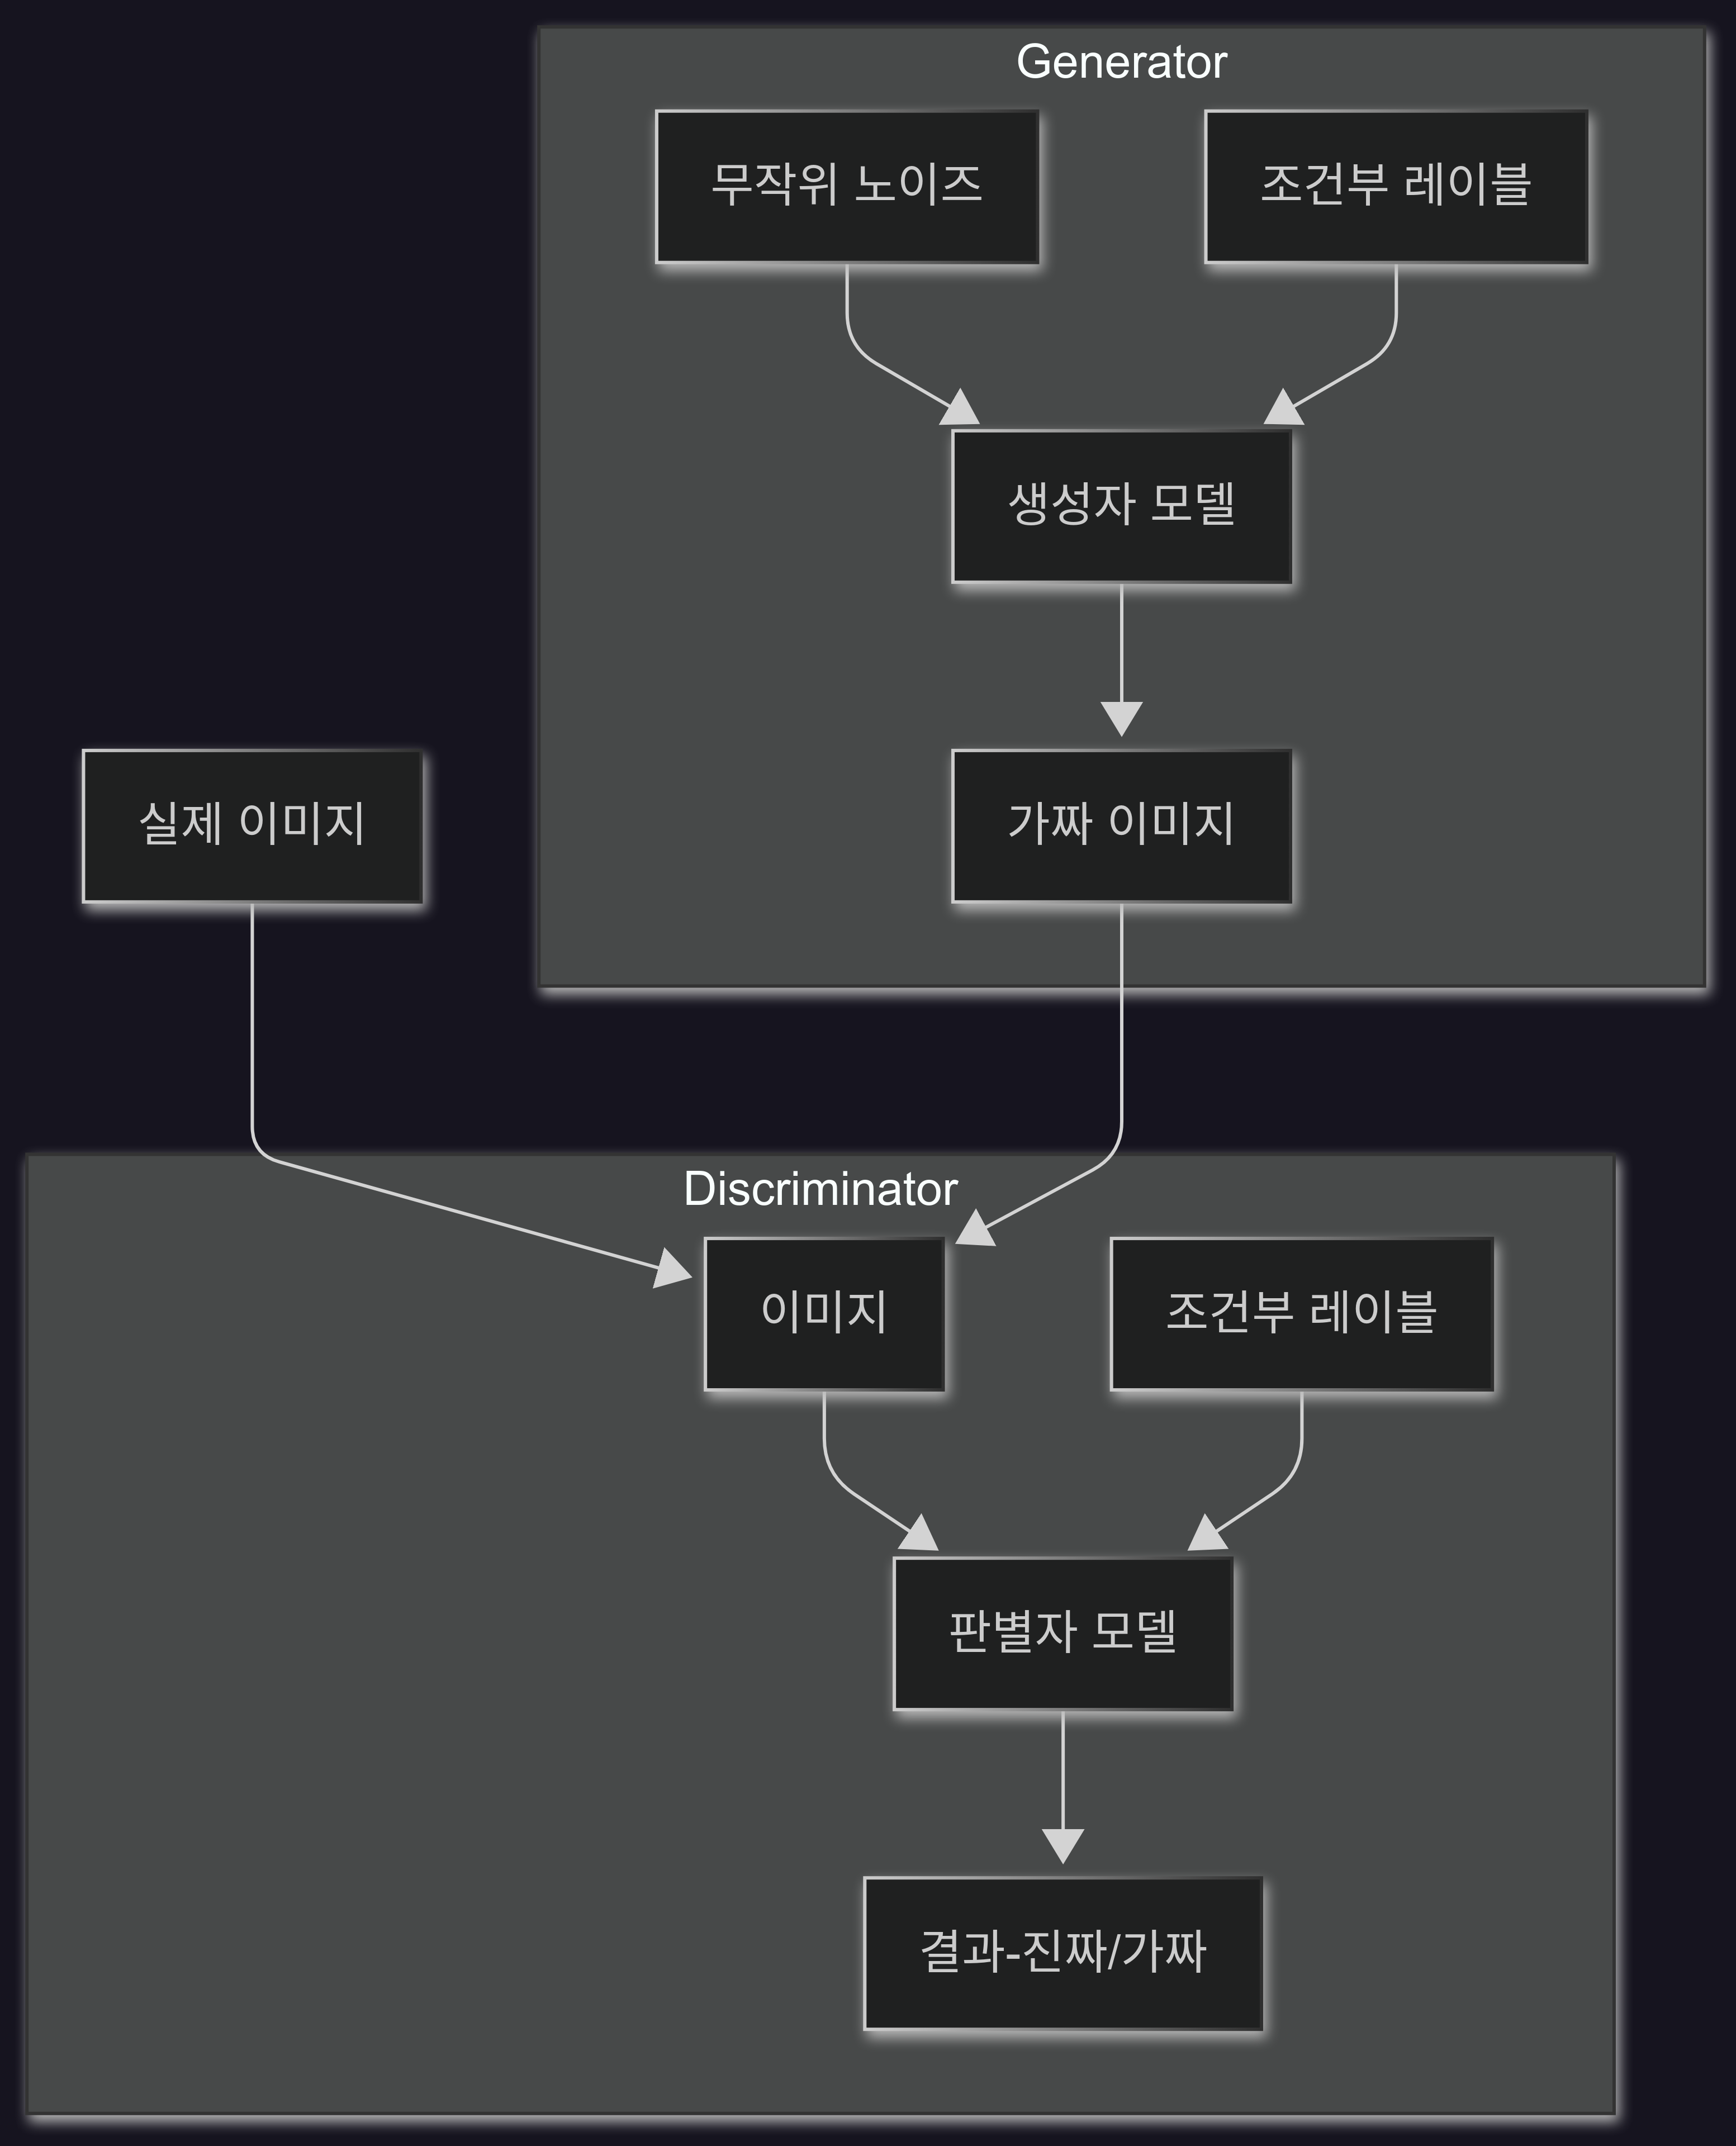 Generator
무작위 노이즈
조건부 레이블
생성자 모델
실제 이미지
가짜 이미지
Discriminator
이미지
조건부 레이블
판별자 모델
결과-진짜/가짜